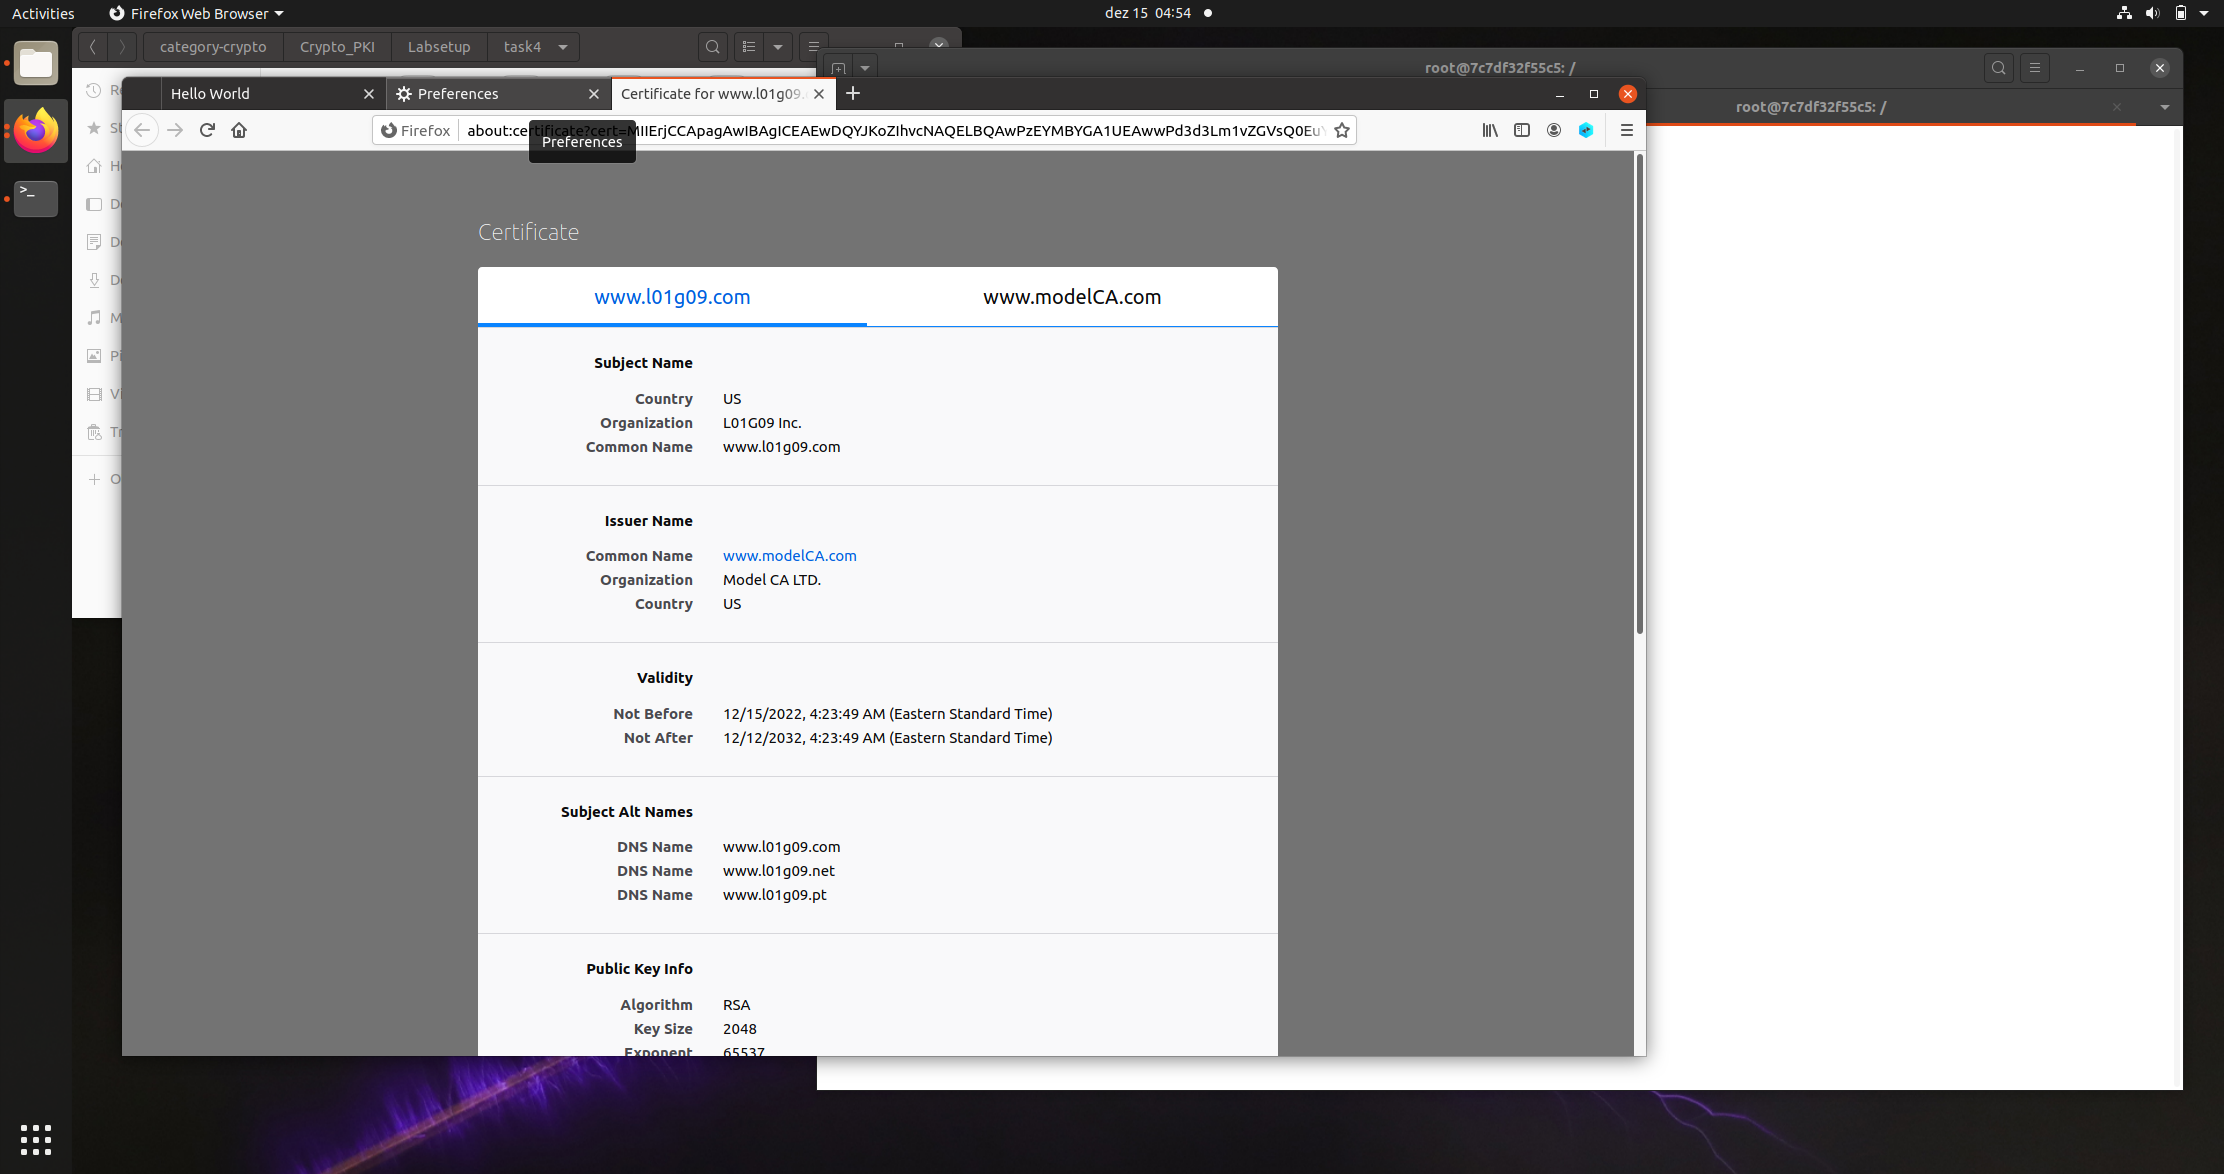 Activities
Firefox Web Browser
dez 15 04:54
category-crypto
Crypto_PKI
Labsetup
task4
root@7c7df32f55c5: /
root@7c7df32f55c5: /
Hello World
Preferences
Certificate for www.l01g09.
Firefox
about:certificate?cert=MIIErjCCApagAwIBAgICEAEwDQYJKoZIhvcNAQELBQAwPzEYMBYGA1UEAwwPd3d3Lm1vZGVsQ0EuY
Preferences
Certificate
www.l01g09.com
www.modelCA.com
Subject Name
Country US
Organization L01G09 Inc.
Common Name www.l01g09.com
Issuer Name
Common Name www.modelCA.com
Organization Model CA LTD.
Country US
Validity
Not Before 12/15/2022, 4:23:49 AM (Eastern Standard Time)
Not After 12/12/2032, 4:23:49 AM (Eastern Standard Time)
Subject Alt Names
DNS Name www.l01g09.com
DNS Name www.l01g09.net
DNS Name www.l01g09.pt
Public Key Info
Algorithm RSA
Key Size 2048
Exponent 65537